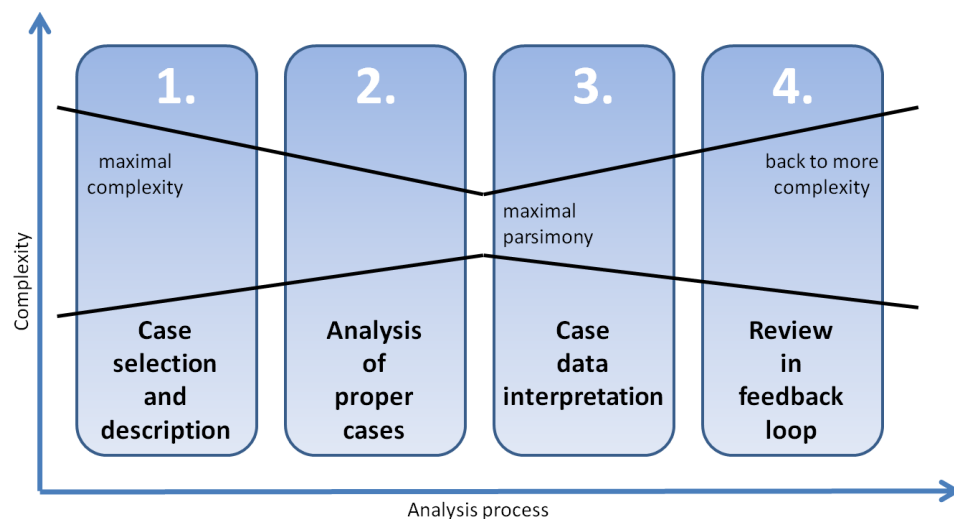 1.
2.
3.
4.
maximal
complexity
maximal
parsimony
back to more
complexity
Case
selection
and
description
Analysis
of
proper
cases
Case
data
interpretation
Review
in
feedback
loop
Complexity
Analysis process